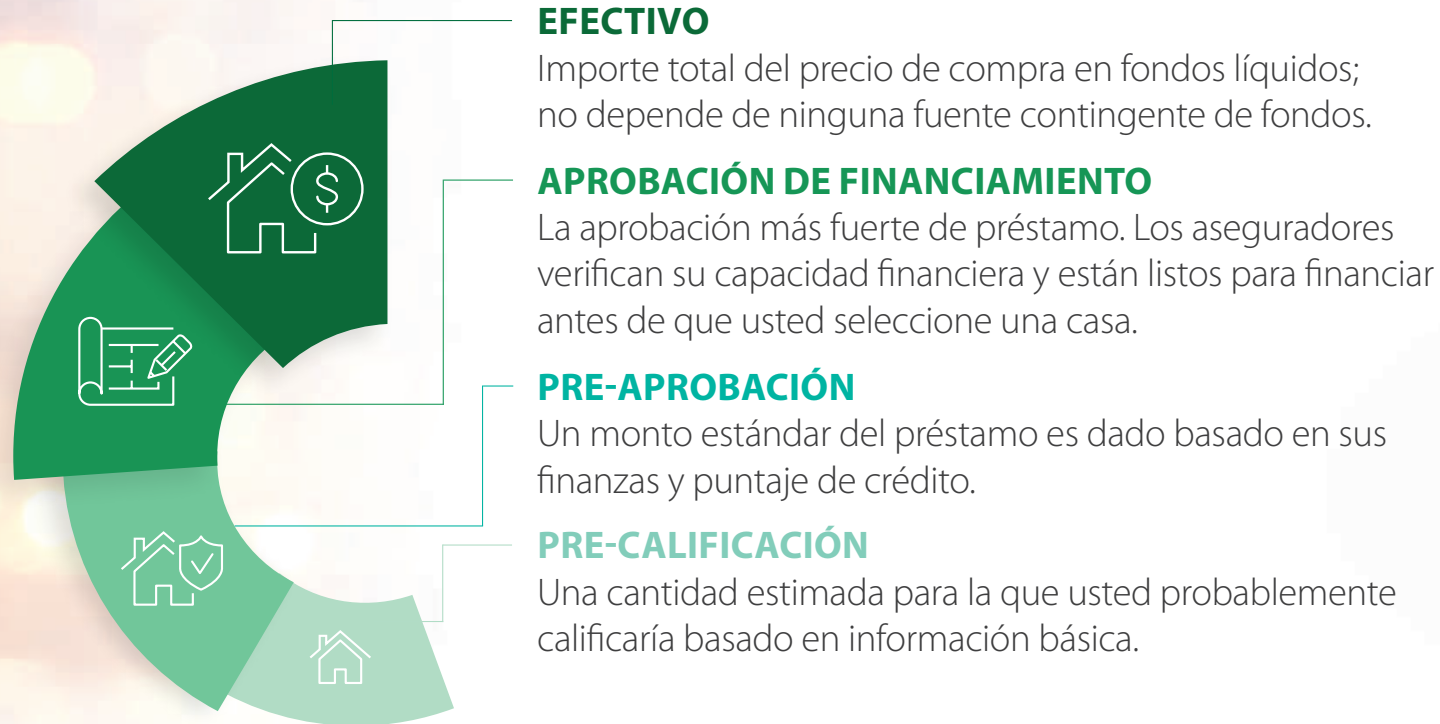 EFECTIVO
Importe total del precio de compra en fondos líquidos;
no depende de ninguna fuente contingente de fondos.
APROBACIÓN DE FINANCIAMIENTO
La aprobación más fuerte de préstamo. Los aseguradores
verifican su capacidad financiera y están listos para financiar
antes de que usted seleccione una casa.
PRE-APROBACIÓN
Un monto estándar del préstamo es dado basado en sus
finanzas y puntaje de crédito.
PRE-CALIFICACIÓN
Una cantidad estimada para la que usted probablemente
calificaría basado en información básica.
$